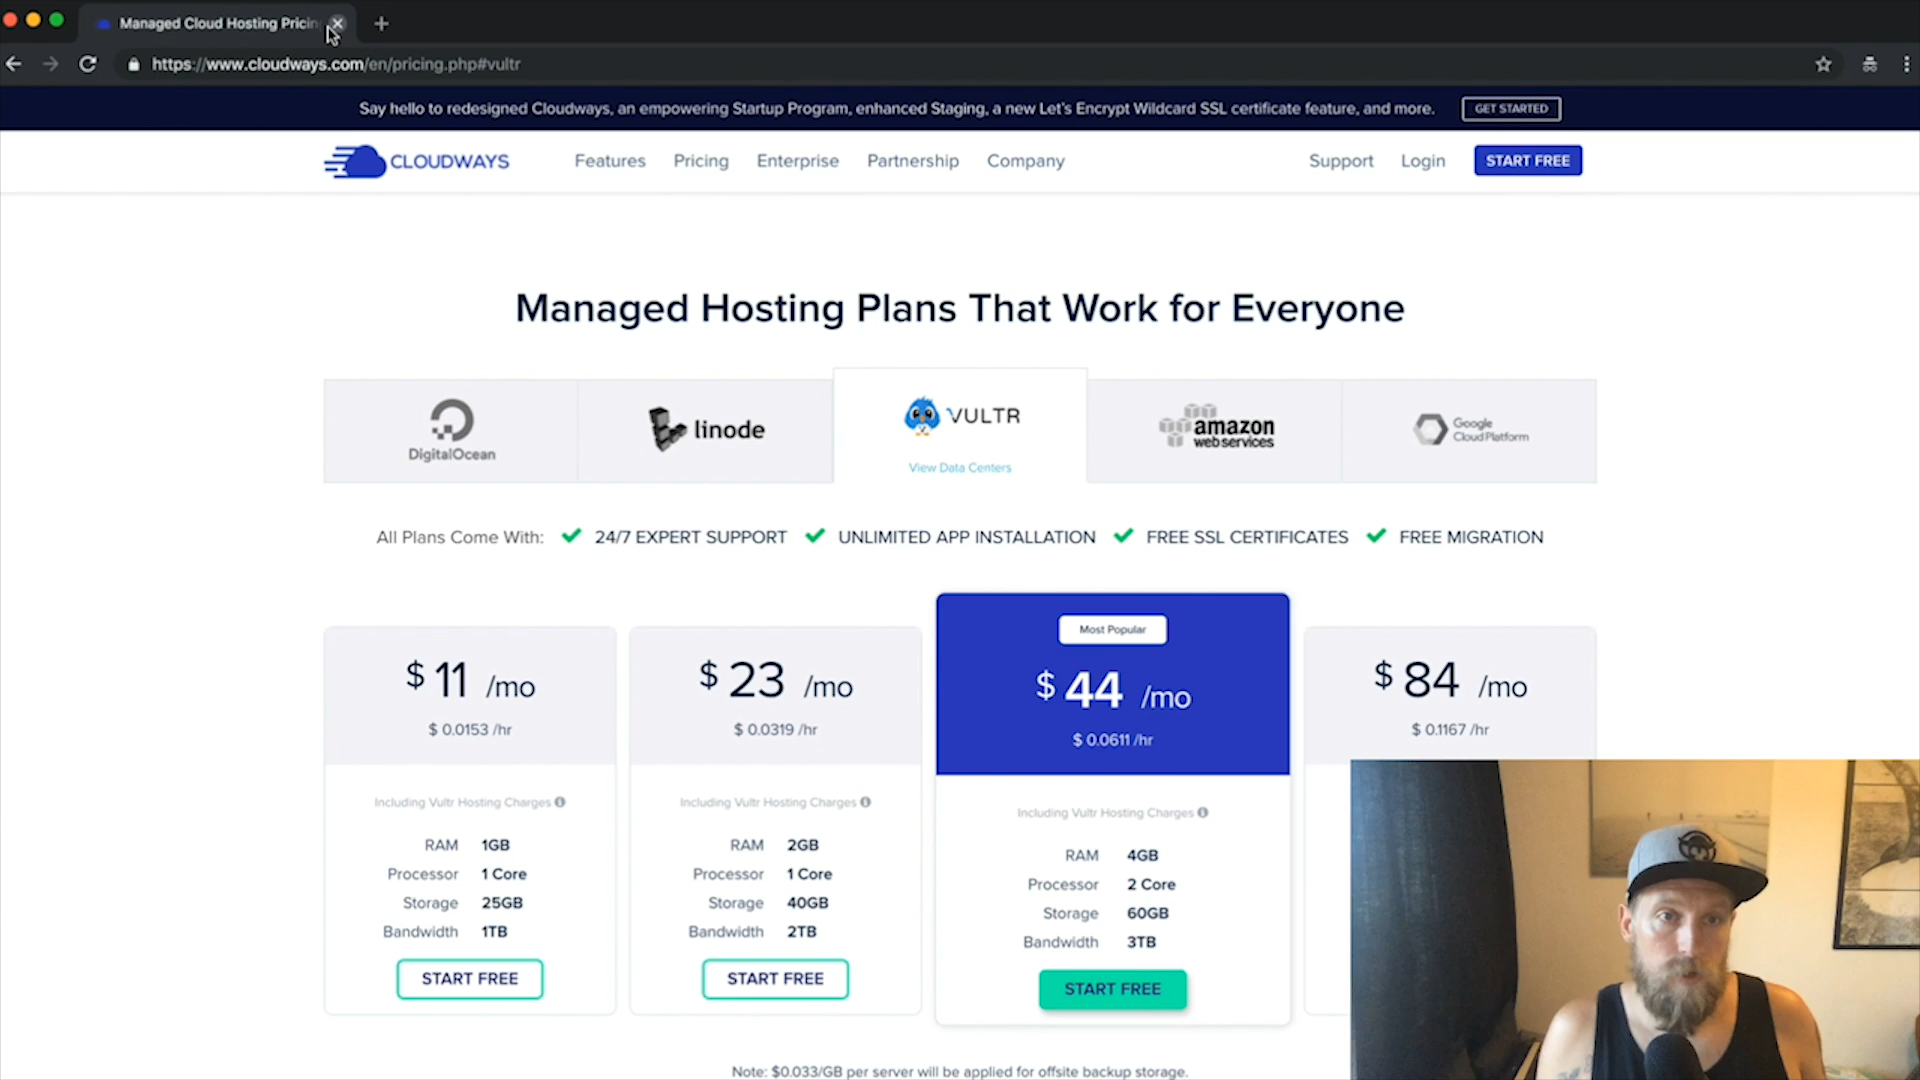 Managed Cloud Hosting Pricin
https://www.cloudways.com/en/pricing.php#vultr
Say hello to redesigned Cloudways, an empowering Startup Program, enhanced Staging, a new Let's Encrypt Wildcard SSL certificate feature, and more. GET STARTED
CLOUDWAYS Features Pricing Enterprise Partnership Company Support Login START FREE
Managed Hosting Plans That Work for Everyone
DigitalOcean
linode
VULTR
View Data Centers
amazon
webservices
Google
Cloud Platform
All Plans Come With: 24/7 EXPERT SUPPORT UNLIMITED APP INSTALLATION FREE SSL CERTIFICATES FREE MIGRATION
$ 11 /mo
$ 0.0153 /hr
Including Vultr Hosting Charges
RAM 1GB
Processor 1 Core
Storage 25GB
Bandwidth 1TB
START FREE
$ 23 /mo
$ 0.0319 /hr
Including Vultr Hosting Charges
RAM 2GB
Processor 1 Core
Storage 40GB
Bandwidth 2TB
START FREE
Most Popular
$ 44 /mo
$ 0.0611 /hr
Including Vultr Hosting Charges
RAM 4GB
Processor 2 Core
Storage 60GB
Bandwidth 3TB
START FREE
$ 84 /mo
$ 0.1167 /hr
Note: $0.033/GB per server will be applied for offsite backup storage.